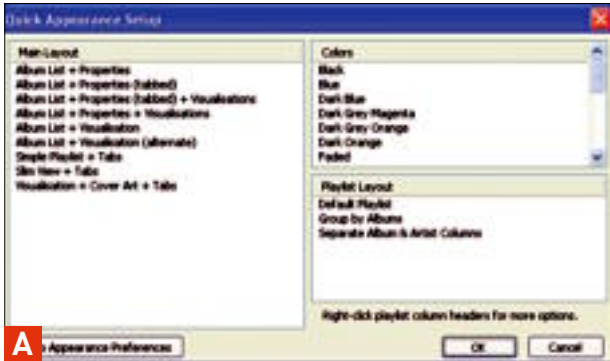 Quick Appearance Setup
Main Layout
Album List + Properties
Album List + Properties (tabbed)
Album List + Properties (tabbed) + Visualisations
Album List + Properties + Visualisations
Album List + Visualisation
Album List + Visualisation (alternate)
Simple Playlist + Tabs
Slim View + Tabs
Visualisation + Cover Art + Tabs
Colors
Black
Blue
Dark Blue
Dark Grey Magenta
Dark Grey Orange
Dark Orange
Faded
Playlist Layout
Default Playlist
Group by Albums
Separate Album & Artist Columns
Right-click playlist column headers for more options.
A
Appearance Preferences
OK
Cancel